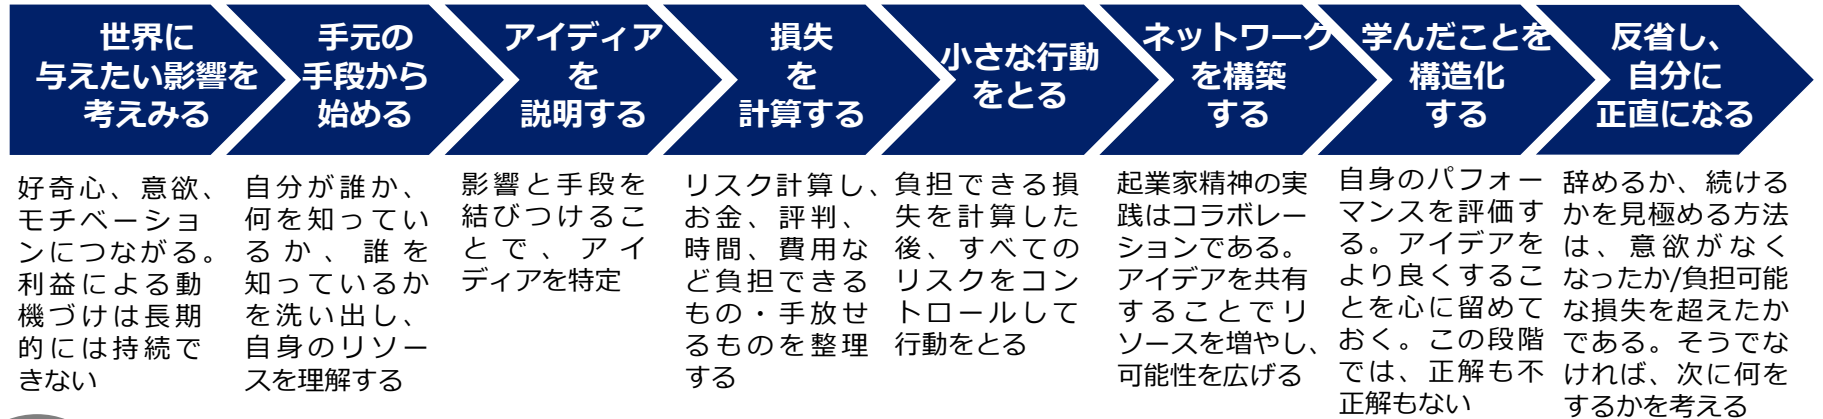 世界に
与えたい影響を
考えみる
手元の
手段から
始める
アイディア
を
説明する
損失
を
計算する
小さな行動
をとる
ネットワーク
を構築
する
学んだことを
構造化
する
反省し、
自分に
正直になる
好奇心、意欲、
モチベーショ
ンにつながる。
利益による動
機づけは長期
的には持続で
きない
自分が誰か、
何を知ってい
るか、誰を
知っているか
を洗い出し、
自身のリソー
スを理解する
影響と手段を
結びつけるこ
とで、アイ
ディアを特定
リスク計算し、
お金、評判、
時間、費用な
ど負担できる
もの・手放せ
るものを整理
する
負担できる損
失を計算した
後、すべての
リスクをコン
トロールして
行動をとる
起業家精神の実
践はコラボレー
ションである。
アイデアを共有
することでリ
ソースを増やし、
可能性を広げる
自身のパフォー
マンスを評価す
る。アイデアを
より良くするこ
とを心に留めて
おく。この段階
では、正解も不
正解もない
辞めるか、続ける
かを見極める方法
は、意欲がなく
なったか/負担可能
な損失を超えたか
である。そうでな
ければ、次に何を
するかを考える